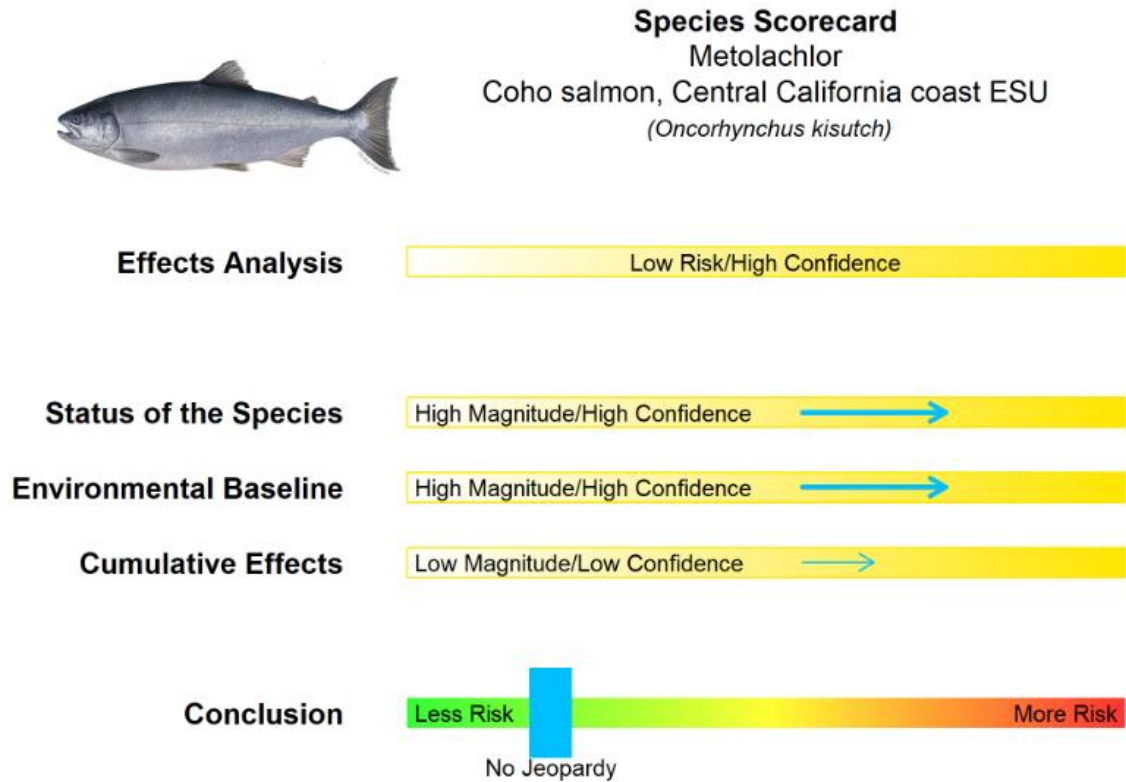 Species Scorecard
Metolachlor
Coho salmon, Central California coast ESU
(Oncorhynchus kisutch)
Effects Analysis
Low Risk/High Confidence
Status of the Species
High Magnitude/High Confidence
Environmental Baseline
High Magnitude/High Confidence
Cumulative Effects
Low Magnitude/Low Confidence
Conclusion
Less Risk
More Risk
No Jeopardy